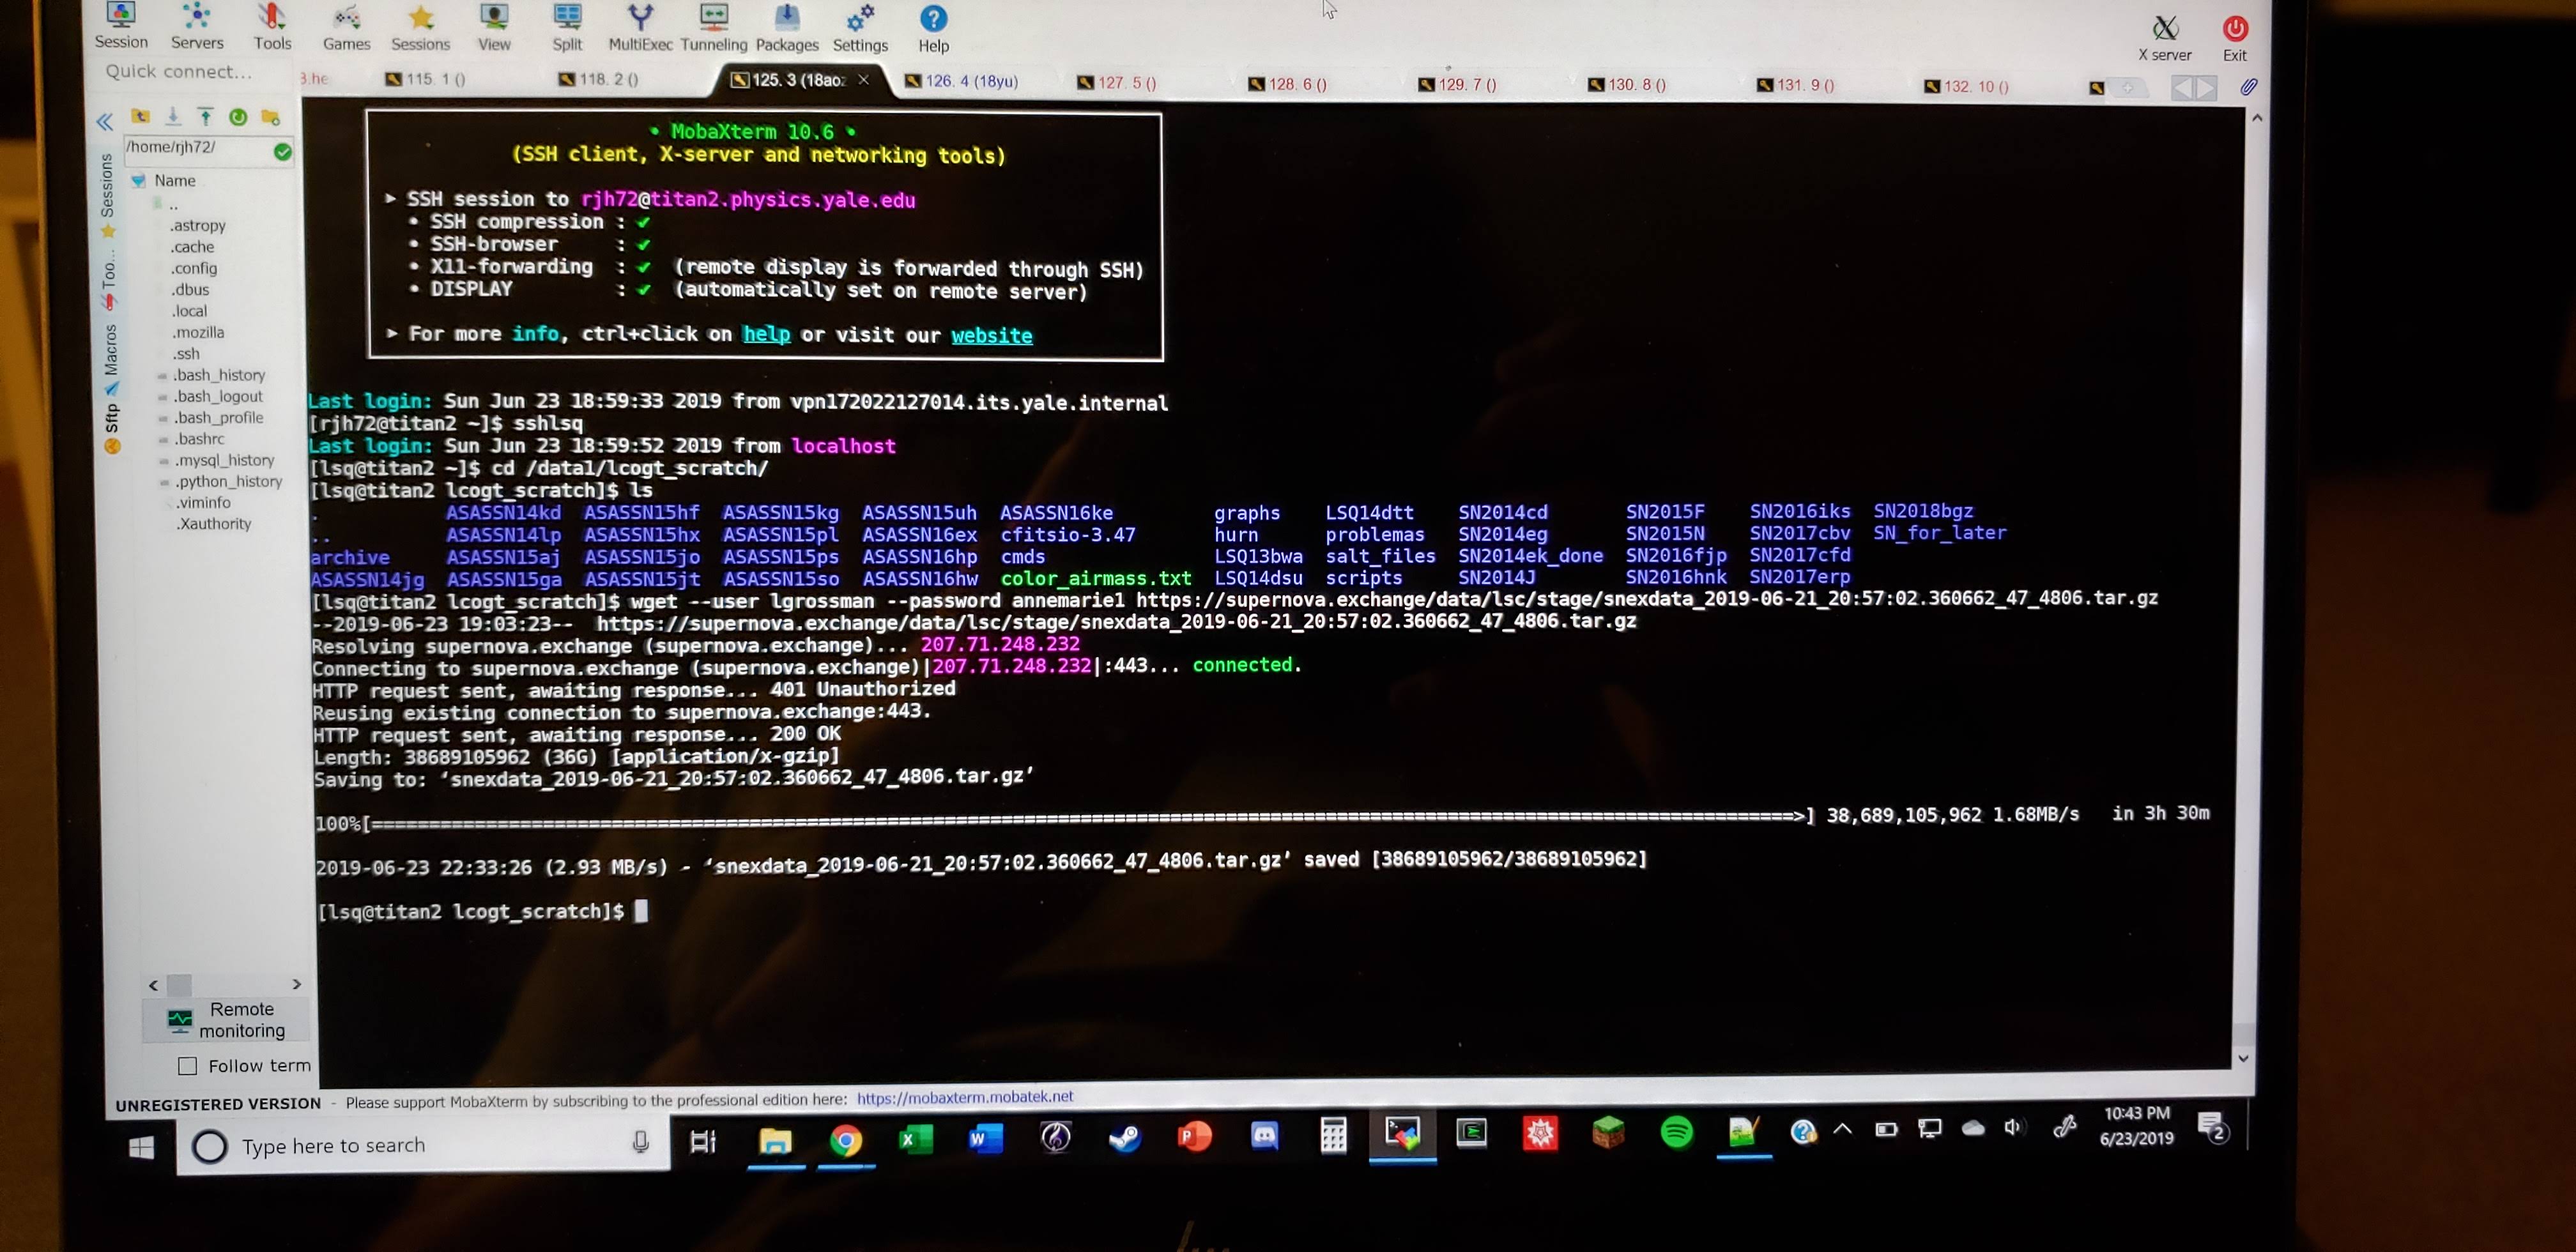 Session Servers Tools Games Sessions View Split MultiExec Tunneling Packages Settings Help X server Exit
Quick connect... 3.he 115. 1 () 118. 2 () 125. 3 (18ao 126. 4 (18yu) 127. 5 () 128. 6 () 129. 7 () 130. 8 () 131. 9 () 132. 10 ()
/home/rjh72/
Name
..
.astropy
.cache
.config
.dbus
.local
.mozilla
.ssh
.bash_history
.bash_logout
.bash_profile
.bashrc
.mysql_history
.python_history
.viminfo
.Xauthority
Sessions
Too...
Macros
Sftp
• MobaXterm 10.6 •
(SSH client, X-server and networking tools)
➤ SSH session to rjh72@titan2.physics.yale.edu
• SSH compression : ✔
• SSH-browser : ✔
• X11-forwarding : ✔ (remote display is forwarded through SSH)
• DISPLAY : ✔ (automatically set on remote server)
➤ For more info, ctrl+click on help or visit our website
Last login: Sun Jun 23 18:59:33 2019 from vpn172022127014.its.yale.internal
[rjh72@titan2 ~]$ sshlsq
Last login: Sun Jun 23 18:59:52 2019 from localhost
[lsq@titan2 ~]$ cd /data1/lcogt_scratch/
[lsq@titan2 lcogt_scratch]$ ls
. ASASSN14kd ASASSN15hf ASASSN15kg ASASSN15uh ASASSN16ke graphs LSQ14dtt SN2014cd SN2015F SN2016iks SN2018bgz
.. ASASSN14lp ASASSN15hx ASASSN15pl ASASSN16ex cfitsio-3.47 hurn problemas SN2014eg SN2015N SN2017cbv SN_for_later
archive ASASSN15aj ASASSN15jo ASASSN15ps ASASSN16hp cmds LSQ13bwa salt_files SN2014ek_done SN2016fjp SN2017cfd
ASASSN14jg ASASSN15ga ASASSN15jt ASASSN15so ASASSN16hw color_airmass.txt LSQ14dsu scripts SN2014J SN2016hnk SN2017erp
[lsq@titan2 lcogt_scratch]$ wget --user lgrossman --password annemarie1 https://supernova.exchange/data/lsc/stage/snexdata_2019-06-21_20:57:02.360662_47_4806.tar.gz
--2019-06-23 19:03:23-- https://supernova.exchange/data/lsc/stage/snexdata_2019-06-21_20:57:02.360662_47_4806.tar.gz
Resolving supernova.exchange (supernova.exchange)... 207.71.248.232
Connecting to supernova.exchange (supernova.exchange)|207.71.248.232|:443... connected.
HTTP request sent, awaiting response... 401 Unauthorized
Reusing existing connection to supernova.exchange:443.
HTTP request sent, awaiting response... 200 OK
Length: 38689105962 (36G) [application/x-gzip]
Saving to: ‘snexdata_2019-06-21_20:57:02.360662_47_4806.tar.gz’
100%[==================================================>] 38,689,105,962 1.68MB/s in 3h 30m
2019-06-23 22:33:26 (2.93 MB/s) - ‘snexdata_2019-06-21_20:57:02.360662_47_4806.tar.gz’ saved [38689105962/38689105962]
[lsq@titan2 lcogt_scratch]$
Remote
monitoring
Follow term
UNREGISTERED VERSION - Please support MobaXterm by subscribing to the professional edition here: https://mobaxterm.mobatek.net
Type here to search
10:43 PM
6/23/2019
2